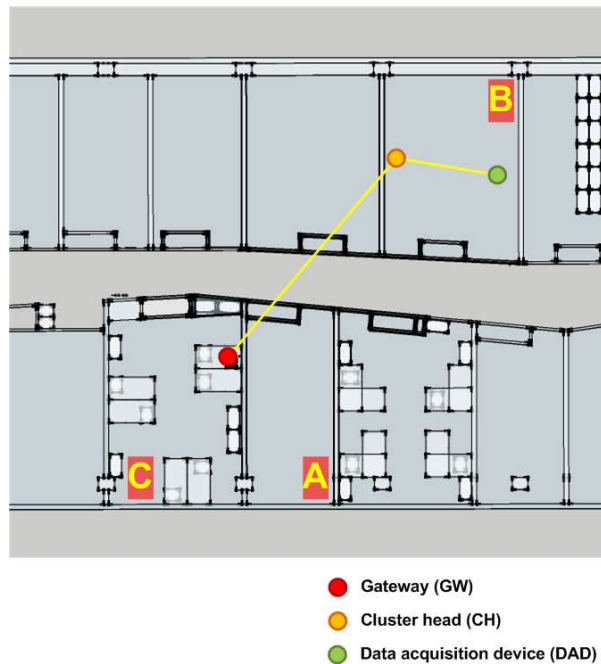 B
C
A
Gateway (GW)
Cluster head (CH)
Data acquisition device (DAD)